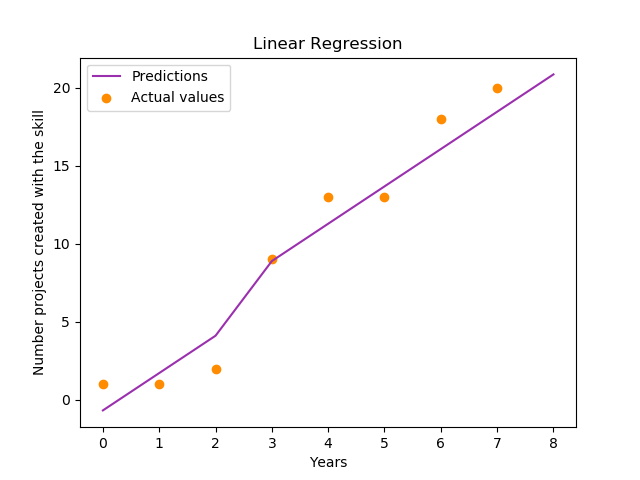 Linear Regression
Predictions
Actual values
20
15
10
5
0
Number projects created with the skill
0 1 2 3 4 5 6 7 8
Years